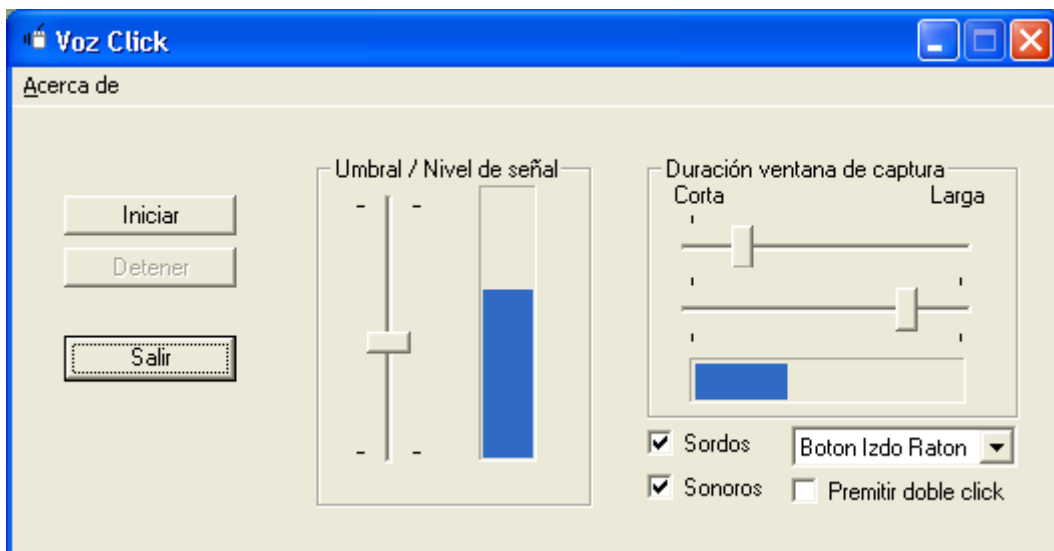 Voz Click
Acerca de
Iniciar
Detener
Salir
Umbral / Nivel de señal
Duración ventana de captura
Corta Larga
Sordos
Boton Izdo Raton
Sonoros
Premitir doble click